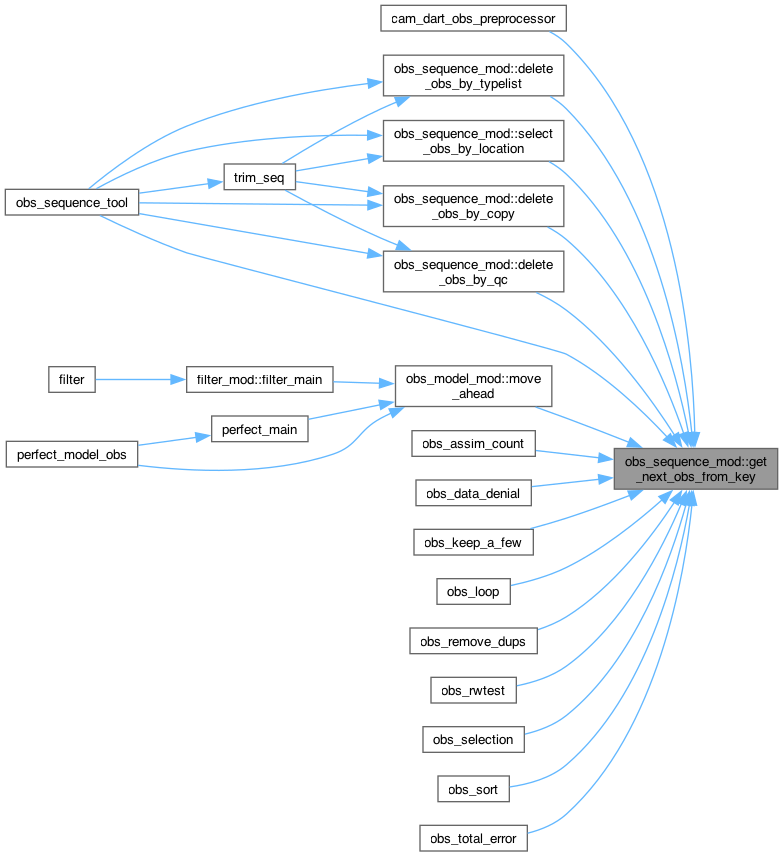 cam_dart_obs_preprocessor
obs_sequence_mod::delete
_obs_by_typelist
obs_sequence_mod::select
_obs_by_location
trim_seq
obs_sequence_tool
obs_sequence_mod::delete
_obs_by_copy
obs_sequence_mod::delete
_obs_by_qc
filter
filter_mod::filter_main
obs_model_mod::move
_ahead
perfect_main
perfect_model_obs
obs_assim_count
obs_sequence_mod::get
_next_obs_from_key
obs_data_denial
obs_keep_a_few
obs_loop
obs_remove_dups
obs_rwtest
obs_selection
obs_sort
obs_total_error